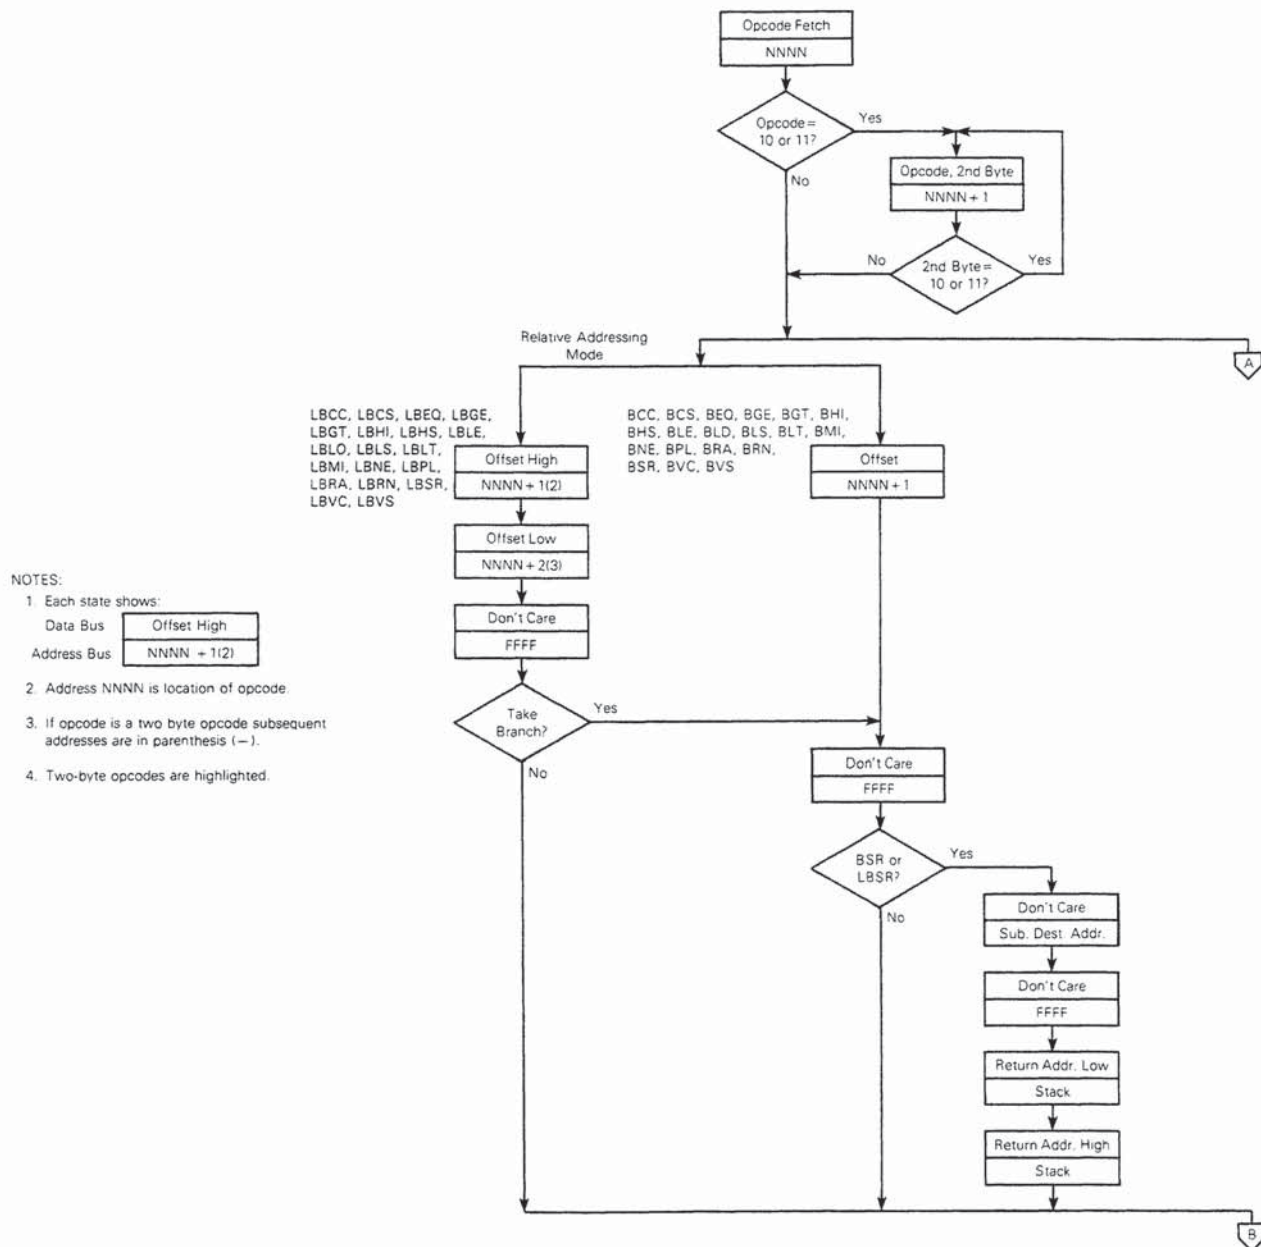 Opcode Fetch
NNNN
Opcode=
10 or 11?
Yes
No
Opcode, 2nd Byte
NNNN + 1
2nd Byte=
10 or 11?
No
Yes
Relative Addressing
Mode
A
LBCC, LBCS, LBEQ, LBGE,
LBGT, LBHI, LBHS, LBLE,
LBLO, LBLS, LBLT,
LBMI, LBNE, LBPL,
LBRA, LBRN, LBSR,
LBVC, LBVS
Offset High
NNNN + 1(2)
BCC, BCS, BEQ, BGE, BGT, BHI,
BHS, BLE, BLD, BLS, BLT, BMI,
BNE, BPL, BRA, BRN,
BSR, BVC, BVS
Offset
NNNN + 1
Offset Low
NNNN + 2(3)
Don't Care
FFFF
Take
Branch?
Yes
No
NOTES:
1. Each state shows:
Data Bus
Offset High
Address Bus
NNNN + 1(2)
2. Address NNNN is location of opcode.
3. If opcode is a two byte opcode subsequent
addresses are in parenthesis (—).
4. Two-byte opcodes are highlighted.
Don't Care
FFFF
BSR or
LBSR?
Yes
No
Don't Care
Sub. Dest. Addr.
Don't Care
FFFF
Return Addr. Low
Stack
Return Addr. High
Stack
B